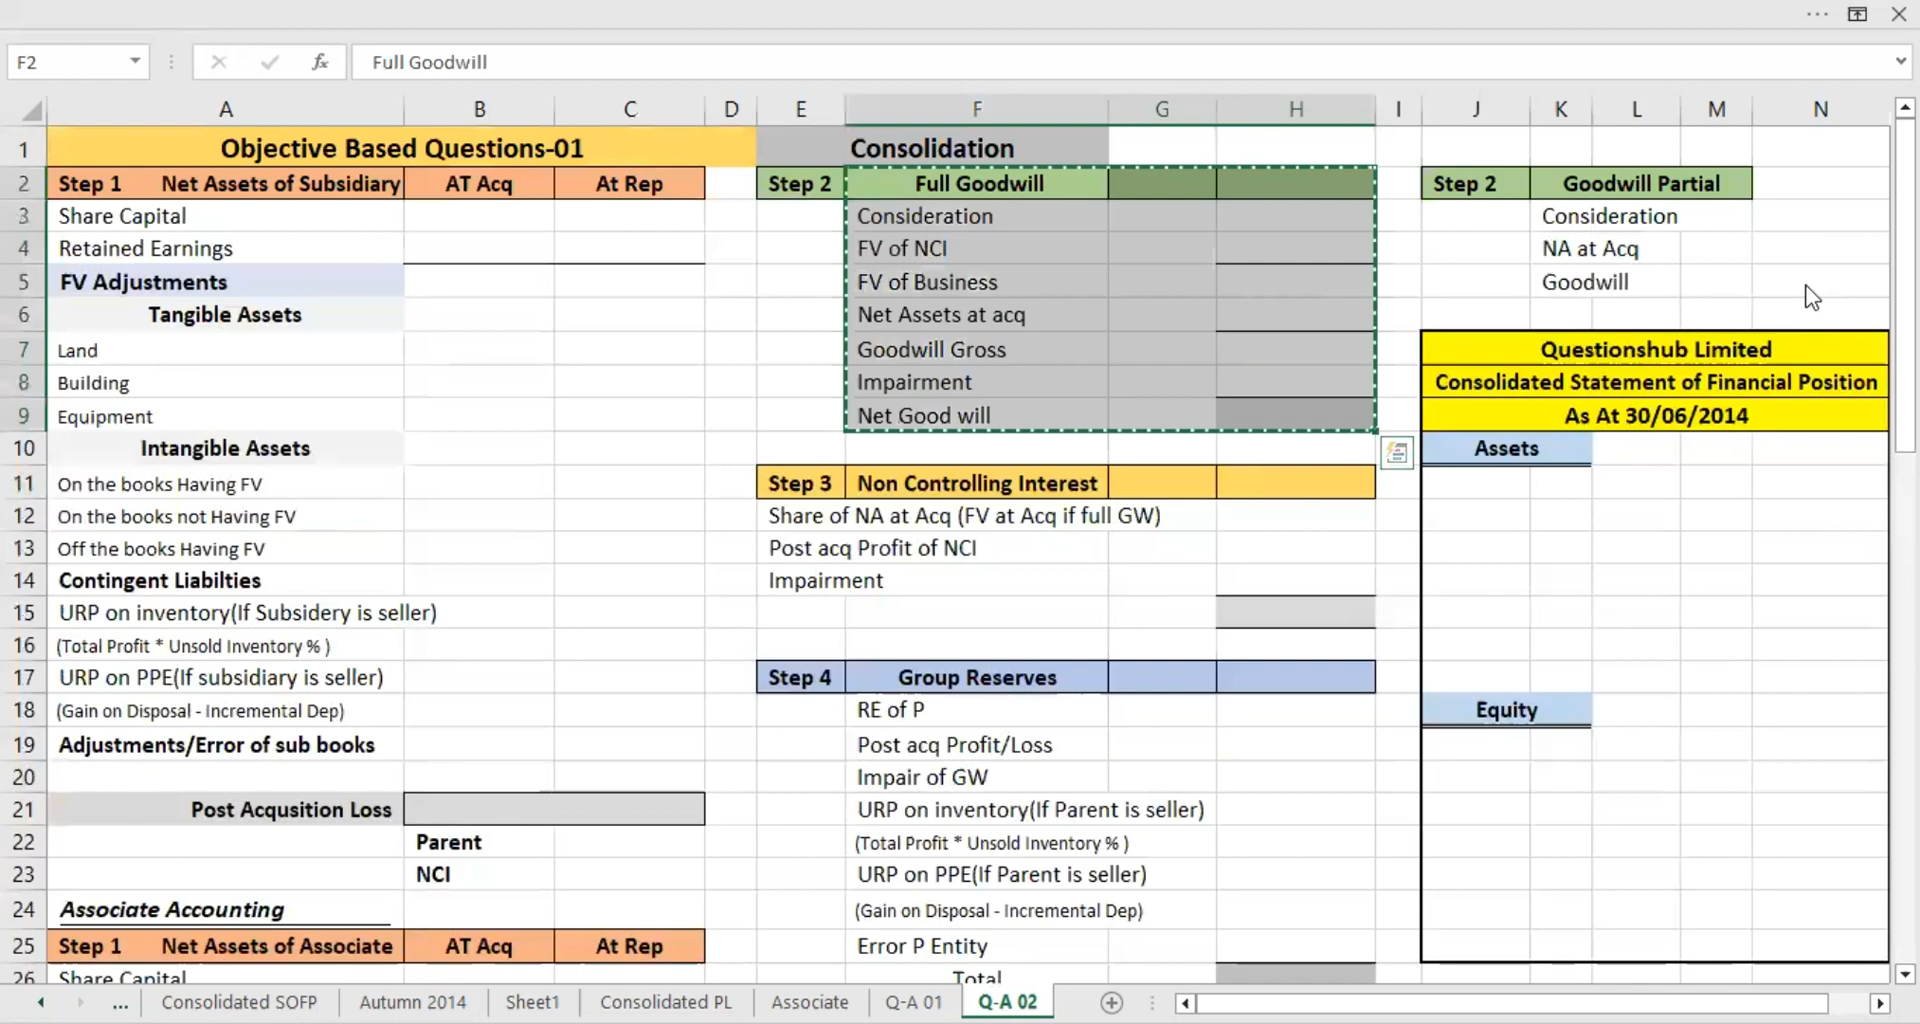 F2
fx
Full Goodwill
A B C D E F G H I J K L M N
1 Objective Based Questions-01 Consolidation
2 Step 1 Net Assets of Subsidiary AT Acq At Rep Step 2 Full Goodwill Step 2 Goodwill Partial
3 Share Capital Consideration Consideration
4 Retained Earnings FV of NCI NA at Acq
5 FV Adjustments FV of Business Goodwill
6 Tangible Assets Net Assets at acq
7 Land Goodwill Gross Questionshub Limited
8 Building Impairment Consolidated Statement of Financial Position
9 Equipment Net Good will As At 30/06/2014
10 Intangible Assets Assets
11 On the books Having FV Step 3 Non Controlling Interest
12 On the books not Having FV Share of NA at Acq (FV at Acq if full GW)
13 Off the books Having FV Post acq Profit of NCI
14 Contingent Liabilties Impairment
15 URP on inventory(If Subsidery is seller)
16 (Total Profit * Unsold Inventory % )
17 URP on PPE(If subsidiary is seller) Step 4 Group Reserves
18 (Gain on Disposal - Incremental Dep) RE of P Equity
19 Adjustments/Error of sub books Post acq Profit/Loss
20 Impair of GW
21 Post Acqusition Loss URP on inventory(If Parent is seller)
22 Parent (Total Profit * Unsold Inventory % )
23 NCI URP on PPE(If Parent is seller)
24 Associate Accounting (Gain on Disposal - Incremental Dep)
25 Step 1 Net Assets of Associate AT Acq At Rep Error P Entity
26 Share Capital Total
... Consolidated SOFP Autumn 2014 Sheet1 Consolidated PL Associate Q-A 01 Q-A 02